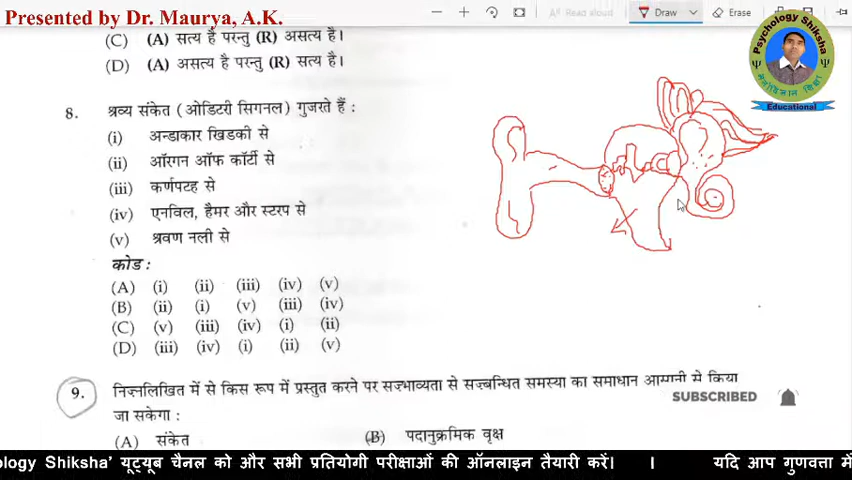 Presented by Dr. Maurya, A.K.
Read aloud
Draw
Erase
Psychology Shiksha
मनोविज्ञान शिक्षा
Educational
(C) (A) सत्य है परन्तु (R) असत्य है।
(D) (A) असत्य है परन्तु (R) सत्य है।
8. श्रव्य संकेत (ओडिटरी सिगनल) गुजरते हैं :
(i) अन्डाकार खिडकी से
(ii) ऑरगन ऑफ कॉर्टी से
(iii) कर्णपटह से
(iv) एनविल, हैमर और स्टरप से
(v) श्रवण नली से
कोड :
(A) (i) (ii) (iii) (iv) (v)
(B) (ii) (i) (v) (iii) (iv)
(C) (v) (iii) (iv) (i) (ii)
(D) (iii) (iv) (i) (ii) (v)
9. निम्नलिखित में से किस रूप में प्रस्तुत करने पर सम्भाव्यता से सम्बन्धित समस्या का समाधान आसानी से किया
जा सकेगा :
SUBSCRIBED
(A) संकेत (B) पदानुक्रमिक वृक्ष
ology Shiksha’ यूट्यूब चैनल को और सभी प्रतियोगी परीक्षाओं की ऑनलाइन तैयारी करें। । यदि आप गुणवत्ता में